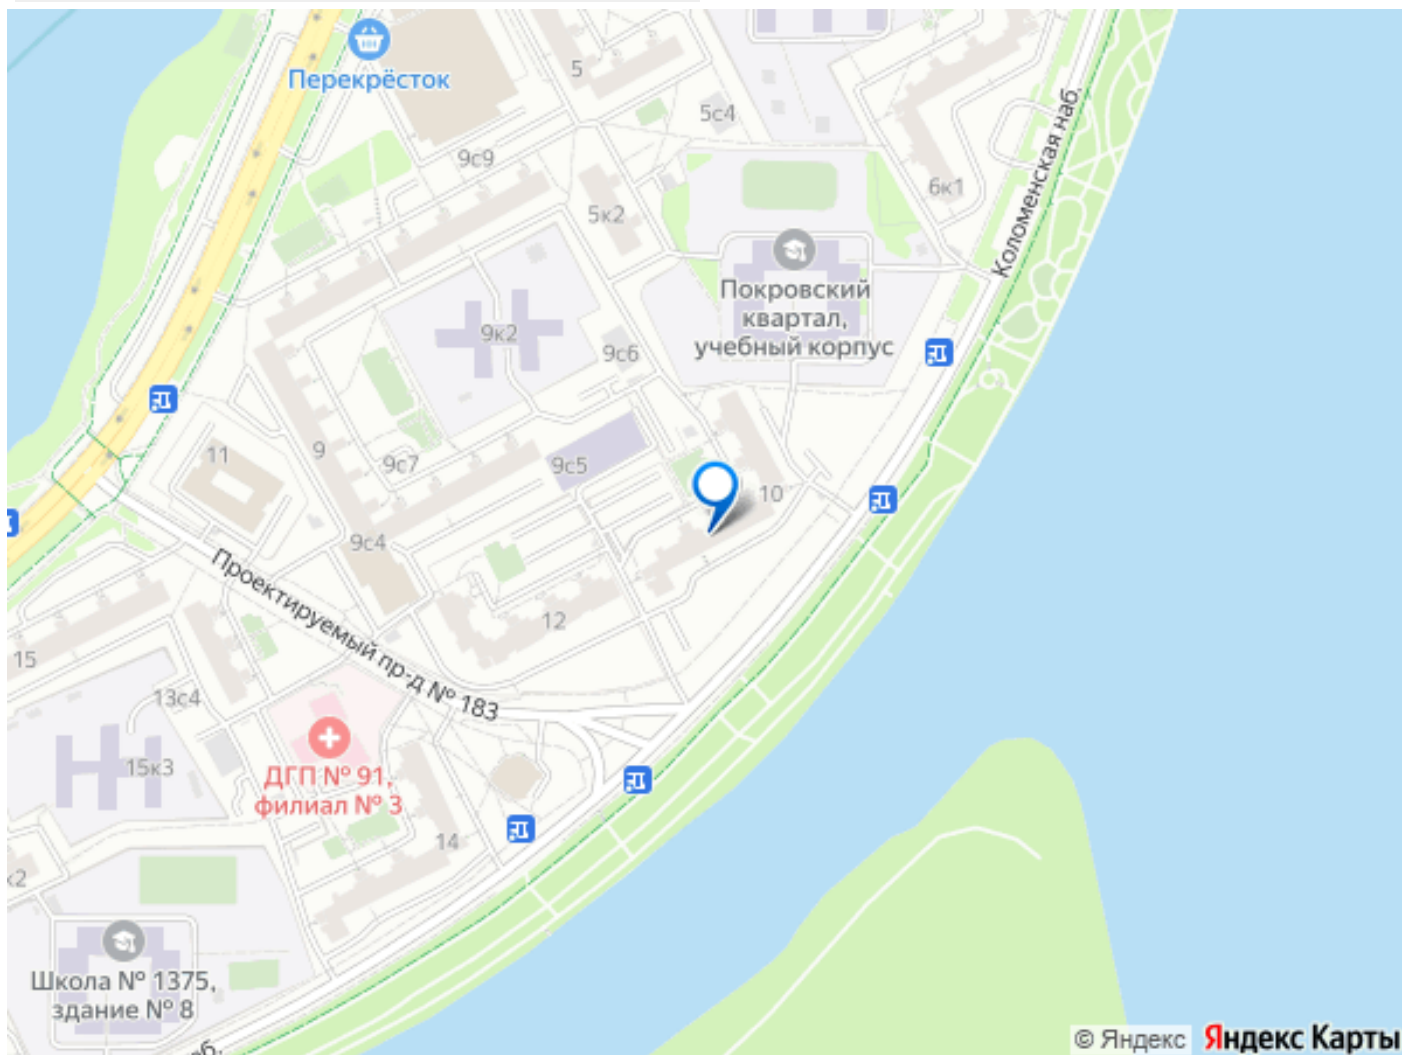 Перекрёсток
5
5с4
9с9
6к1
5к2
Коломенская наб.
Покровский
квартал,
учебный корпус
9к2
9с6
9
9с7
11
9с5
10
9с4
12
Проектируемый пр-д № 183
15
13с4
15к3
ДГП № 91,
филиал № 3
14
к2
Школа № 1375,
здание № 8
об.
© Яндекс Яндекс Карты